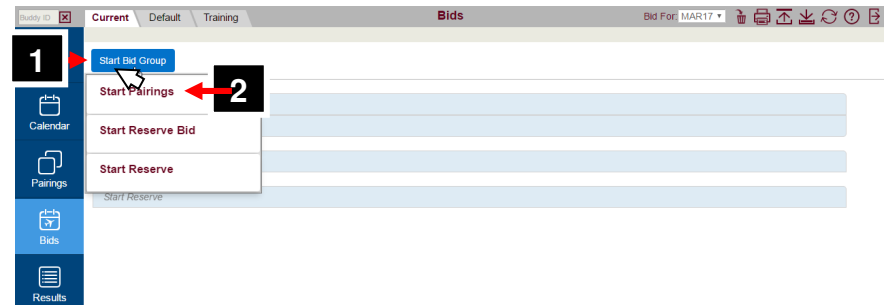 Buddy ID Current Default Training Bids Bid For: MAR17
1 Start Bid Group
Start Pairings 2
Calendar
Start Reserve Bid
Start Reserve
Pairings
Start Reserve
Bids
Results